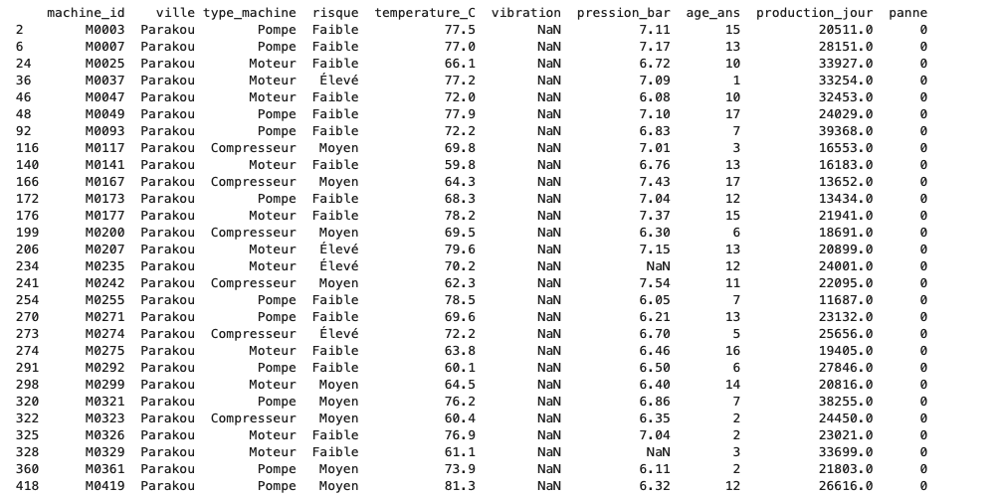 machine_id ville type_machine risque temperature_C vibration pression_bar age_ans production_jour panne
2 M0003 Parakou Pompe Faible 77.5 NaN 7.11 15 20511.0 0
6 M0007 Parakou Pompe Faible 77.0 NaN 7.17 13 28151.0 0
24 M0025 Parakou Moteur Faible 66.1 NaN 6.72 10 33927.0 0
36 M0037 Parakou Moteur Élevé 77.2 NaN 7.09 1 33254.0 0
46 M0047 Parakou Moteur Faible 72.0 NaN 6.08 10 32453.0 0
48 M0049 Parakou Pompe Faible 77.9 NaN 7.10 17 24029.0 0
92 M0093 Parakou Pompe Faible 72.2 NaN 6.83 7 39368.0 0
116 M0117 Parakou Compresseur Moyen 69.8 NaN 7.01 3 16553.0 0
140 M0141 Parakou Moteur Faible 59.8 NaN 6.76 13 16183.0 0
166 M0167 Parakou Compresseur Moyen 64.3 NaN 7.43 17 13652.0 0
172 M0173 Parakou Pompe Faible 68.3 NaN 7.04 12 13434.0 0
176 M0177 Parakou Moteur Faible 78.2 NaN 7.37 15 21941.0 0
199 M0200 Parakou Compresseur Moyen 69.5 NaN 6.30 6 18691.0 0
206 M0207 Parakou Moteur Élevé 79.6 NaN 7.15 13 20899.0 0
234 M0235 Parakou Moteur Élevé 70.2 NaN NaN 12 24001.0 0
241 M0242 Parakou Compresseur Moyen 62.3 NaN 7.54 11 22095.0 0
254 M0255 Parakou Pompe Faible 78.5 NaN 6.05 7 11687.0 0
270 M0271 Parakou Pompe Faible 69.6 NaN 6.21 13 23132.0 0
273 M0274 Parakou Compresseur Élevé 72.2 NaN 6.70 5 25656.0 0
274 M0275 Parakou Moteur Faible 63.8 NaN 6.46 16 19405.0 0
291 M0292 Parakou Pompe Faible 60.1 NaN 6.50 6 27846.0 0
298 M0299 Parakou Moteur Moyen 64.5 NaN 6.40 14 20816.0 0
320 M0321 Parakou Pompe Moyen 76.2 NaN 6.86 7 38255.0 0
322 M0323 Parakou Compresseur Moyen 60.4 NaN 6.35 2 24450.0 0
325 M0326 Parakou Moteur Faible 76.9 NaN 7.04 2 23021.0 0
328 M0329 Parakou Moteur Faible 61.1 NaN NaN 3 33699.0 0
360 M0361 Parakou Pompe Moyen 73.9 NaN 6.11 2 21803.0 0
418 M0419 Parakou Pompe Moyen 81.3 NaN 6.32 12 26616.0 0